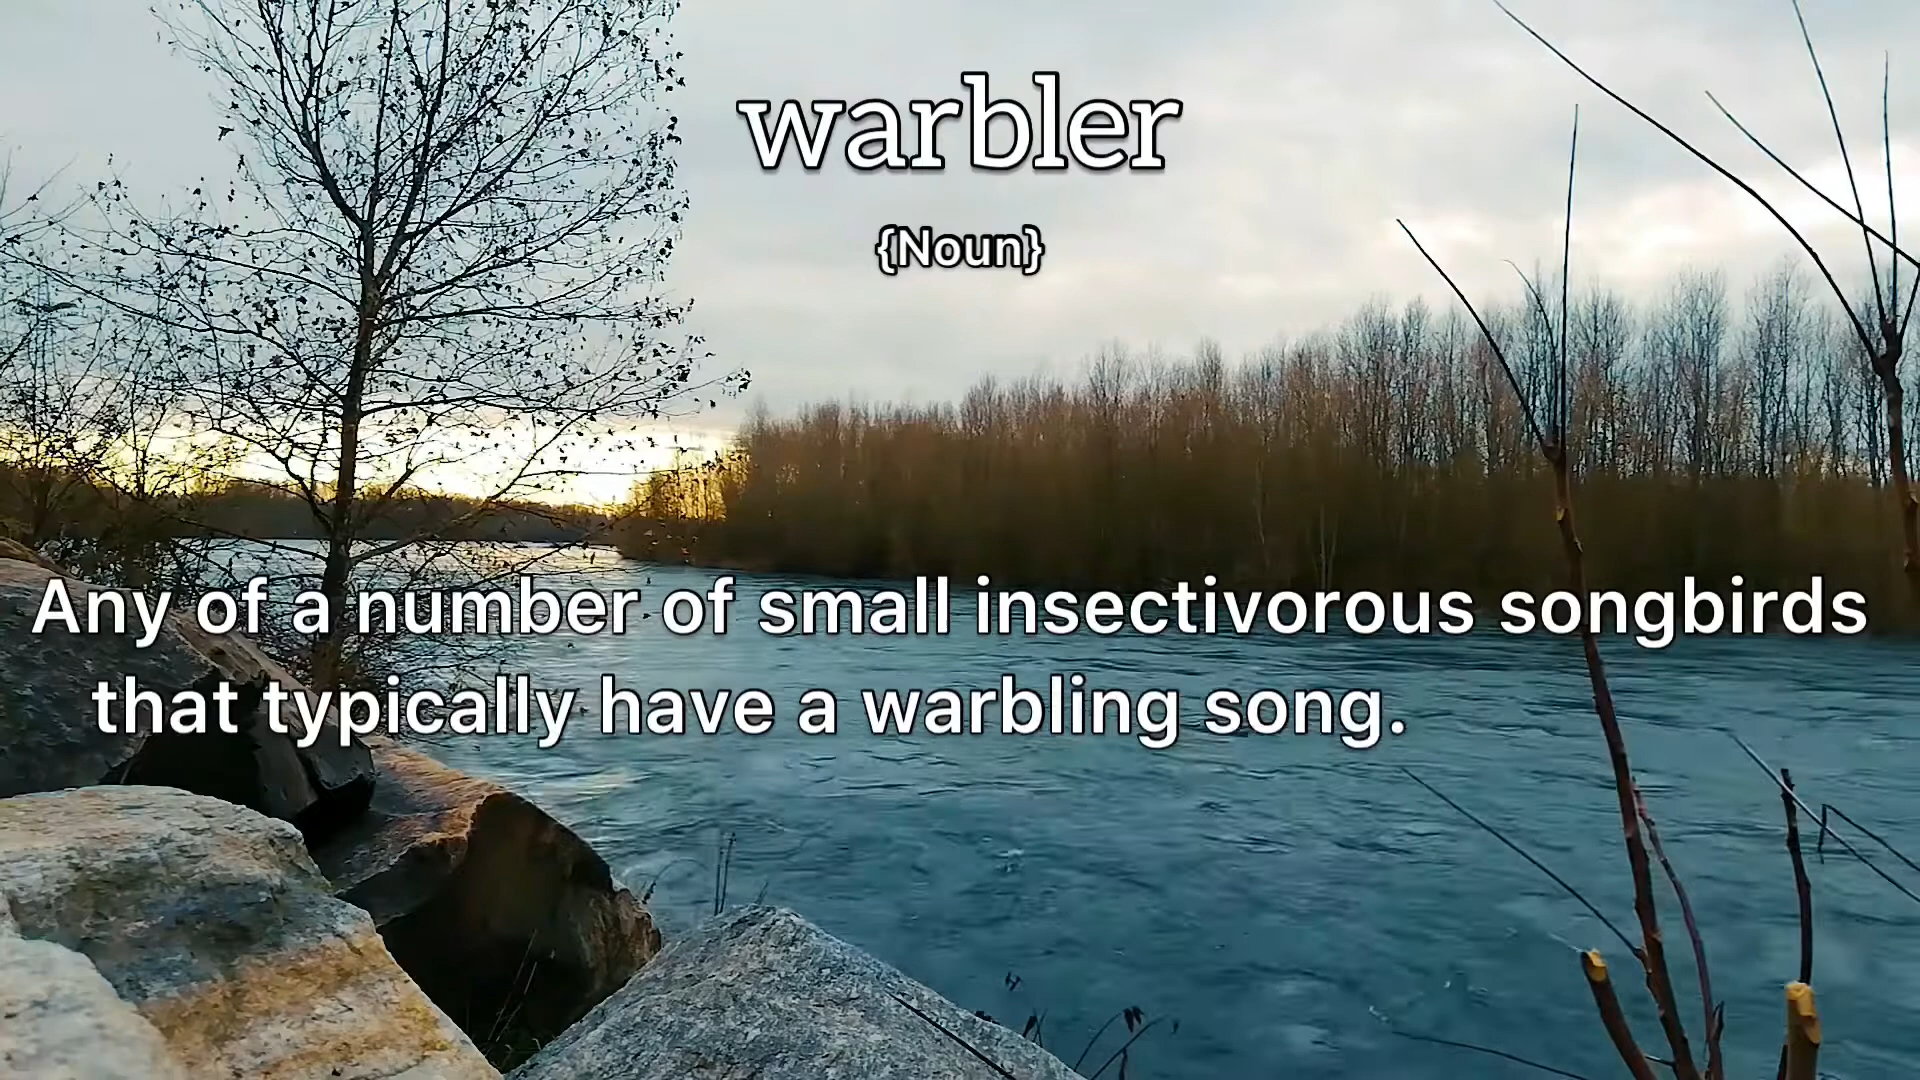 warbler
{Noun}
Any of a number of small insectivorous songbirds
that typically have a warbling song.